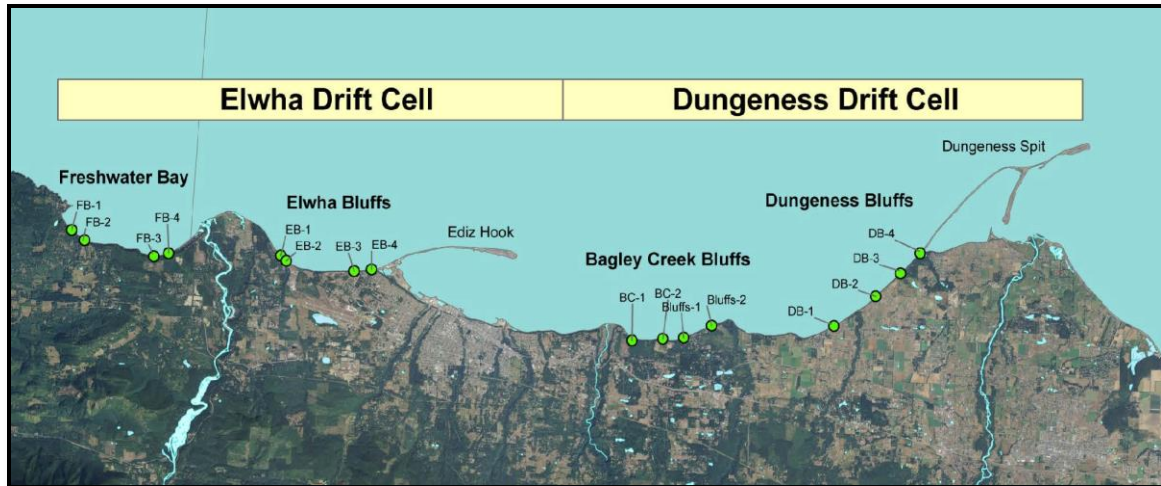 Elwha Drift Cell
Dungeness Drift Cell
Dungeness Spit
Freshwater Bay
FB-1
FB-2
FB-3
FB-4
Elwha Bluffs
EB-1
EB-2
EB-3
EB-4
Ediz Hook
Bagley Creek Bluffs
BC-1
BC-2
Bluffs-1
Bluffs-2
Dungeness Bluffs
DB-1
DB-2
DB-3
DB-4